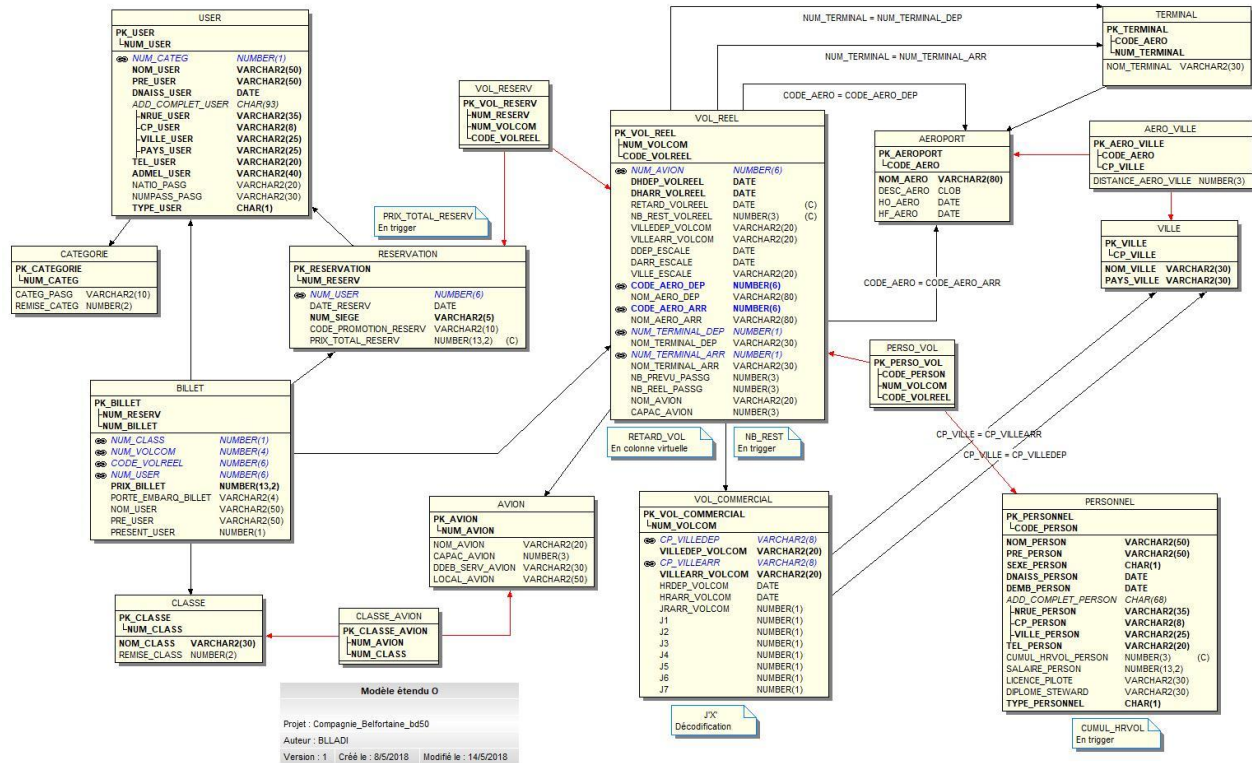 USER
PK_USER
NUM_USER
NUM_CATEG NUMBER(1)
NOM_USER VARCHAR2(50)
PRE_USER VARCHAR2(50)
DNAISS_USER DATE
ADD_COMPLET_USER CHAR(93)
NRUE_USER VARCHAR2(35)
CP_USER VARCHAR2(8)
VILLE_USER VARCHAR2(25)
PAYS_USER VARCHAR2(25)
TEL_USER VARCHAR2(20)
ADMEL_USER VARCHAR2(40)
NATIO_PASG VARCHAR2(20)
NUMPASS_PASG VARCHAR2(30)
TYPE_USER CHAR(1)
CATEGORIE
PK_CATEGORIE
NUM_CATEG
CATEG_PASG VARCHAR2(10)
REMISE_CATEG NUMBER(2)
PRIX_TOTAL_RESERV
En trigger
RESERVATION
PK_RESERVATION
NUM_RESERV
NUM_USER NUMBER(6)
DATE_RESERV DATE
NUM_SIEGE VARCHAR2(5)
CODE_PROMOTION_RESERV VARCHAR2(10)
PRIX_TOTAL_RESERV NUMBER(13,2) (C)
VOL_RESERV
PK_VOL_RESERV
NUM_RESERV
NUM_VOLCOM
CODE_VOLREEL
BILLET
PK_BILLET
NUM_RESERV
NUM_BILLET
NUM_CLASS NUMBER(1)
NUM_VOLCOM NUMBER(4)
CODE_VOLREEL NUMBER(6)
NUM_USER NUMBER(6)
PRIX_BILLET NUMBER(13,2)
PORTE_EMBARQ_BILLET VARCHAR2(4)
NOM_USER VARCHAR2(50)
PRE_USER VARCHAR2(50)
PRESENT_USER NUMBER(1)
CLASSE
PK_CLASSE
NUM_CLASS
NOM_CLASS VARCHAR2(30)
REMISE_CLASS NUMBER(2)
CLASSE_AVION
PK_CLASSE_AVION
NUM_AVION
NUM_CLASS
AVION
PK_AVION
NUM_AVION
NOM_AVION VARCHAR2(20)
CAPAC_AVION NUMBER(3)
DDEB_SERV_AVION VARCHAR2(30)
LOCAL_AVION VARCHAR2(50)
Modèle étendu O
Projet : Compagnie_Belfortaine_bd50
Auteur : BLLADI
Version : 1 Créé le : 8/5/2018 Modifié le : 14/5/2018
NUM_TERMINAL = NUM_TERMINAL_DEP
NUM_TERMINAL = NUM_TERMINAL_ARR
CODE_AERO = CODE_AERO_DEP
VOL_REEL
PK_VOL_REEL
NUM_VOLCOM
CODE_VOLREEL
NUM_AVION NUMBER(6)
DHDEP_VOLREEL DATE
DHARR_VOLREEL DATE
RETARD_VOLREEL DATE (C)
NB_REST_VOLREEL NUMBER(3) (C)
VILLEDEP_VOLCOM VARCHAR2(20)
VILLEARR_VOLCOM VARCHAR2(20)
DDEP_ESCALE DATE
DARR_ESCALE DATE
VILLE_ESCALE VARCHAR2(20)
CODE_AERO_DEP NUMBER(6)
NOM_AERO_DEP VARCHAR2(80)
CODE_AERO_ARR NUMBER(6)
NOM_AERO_ARR VARCHAR2(80)
NUM_TERMINAL_DEP NUMBER(1)
NOM_TERMINAL_DEP VARCHAR2(30)
NUM_TERMINAL_ARR NUMBER(1)
NOM_TERMINAL_ARR VARCHAR2(30)
NB_PREVU_PASSG NUMBER(3)
NB_REEL_PASSG NUMBER(3)
NOM_AVION VARCHAR2(20)
CAPAC_AVION NUMBER(3)
RETARD_VOL
En colonne virtuelle
NB_REST
En trigger
VOL_COMMERCIAL
PK_VOL_COMMERCIAL
NUM_VOLCOM
CP_VILLEDEP VARCHAR2(8)
VILLEDEP_VOLCOM VARCHAR2(20)
CP_VILLEARR VARCHAR2(8)
VILLEARR_VOLCOM VARCHAR2(20)
HRDEP_VOLCOM DATE
HRARR_VOLCOM DATE
JRARR_VOLCOM NUMBER(1)
J1 NUMBER(1)
J2 NUMBER(1)
J3 NUMBER(1)
J4 NUMBER(1)
J5 NUMBER(1)
J6 NUMBER(1)
J7 NUMBER(1)
J'X'
Décodification
TERMINAL
PK_TERMINAL
CODE_AERO
NUM_TERMINAL
NOM_TERMINAL VARCHAR2(30)
AEROPORT
PK_AEROPORT
CODE_AERO
NOM_AERO VARCHAR2(80)
DESC_AERO CLOB
HO_AERO DATE
HF_AERO DATE
AERO_VILLE
PK_AERO_VILLE
CODE_AERO
CP_VILLE
DISTANCE_AERO_VILLE NUMBER(3)
VILLE
PK_VILLE
CP_VILLE
NOM_VILLE VARCHAR2(30)
PAYS_VILLE VARCHAR2(30)
CODE_AERO = CODE_AERO_ARR
PERSO_VOL
PK_PERSO_VOL
CODE_PERSON
NUM_VOLCOM
CODE_VOLREEL
CP_VILLE = CP_VILLEARR
CP_VILLE = CP_VILLEDEP
PERSONNEL
PK_PERSONNEL
CODE_PERSON
NOM_PERSON VARCHAR2(50)
PRE_PERSON VARCHAR2(50)
SEXE_PERSON CHAR(1)
DNAISS_PERSON DATE
DEMB_PERSON DATE
ADD_COMPLET_PERSON CHAR(68)
NRUE_PERSON VARCHAR2(35)
CP_PERSON VARCHAR2(8)
VILLE_PERSON VARCHAR2(25)
TEL_PERSON VARCHAR2(20)
CUMUL_HRVOL_PERSON NUMBER(3) (C)
SALAIRE_PERSON NUMBER(13,2)
LICENCE_PILOTE VARCHAR2(30)
DIPLOME_STEWARD VARCHAR2(30)
TYPE_PERSONNEL CHAR(1)
CUMUL_HRVOL
En trigger